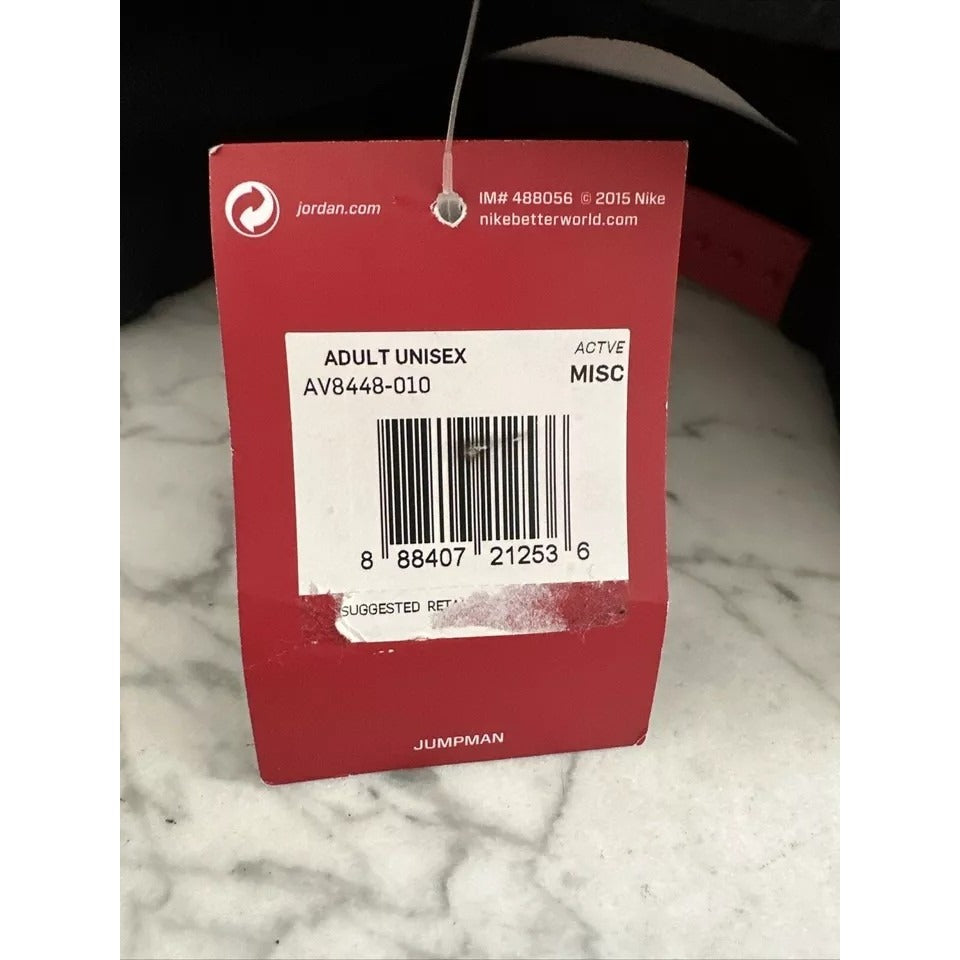 jordan.com
IM# 488056 © 2015 Nike
nikebetterworld.com
ADULT UNISEX
ACTVE
AV8448-010
MISC
8 88407 21253 6
SUGGESTED
JUMPMAN